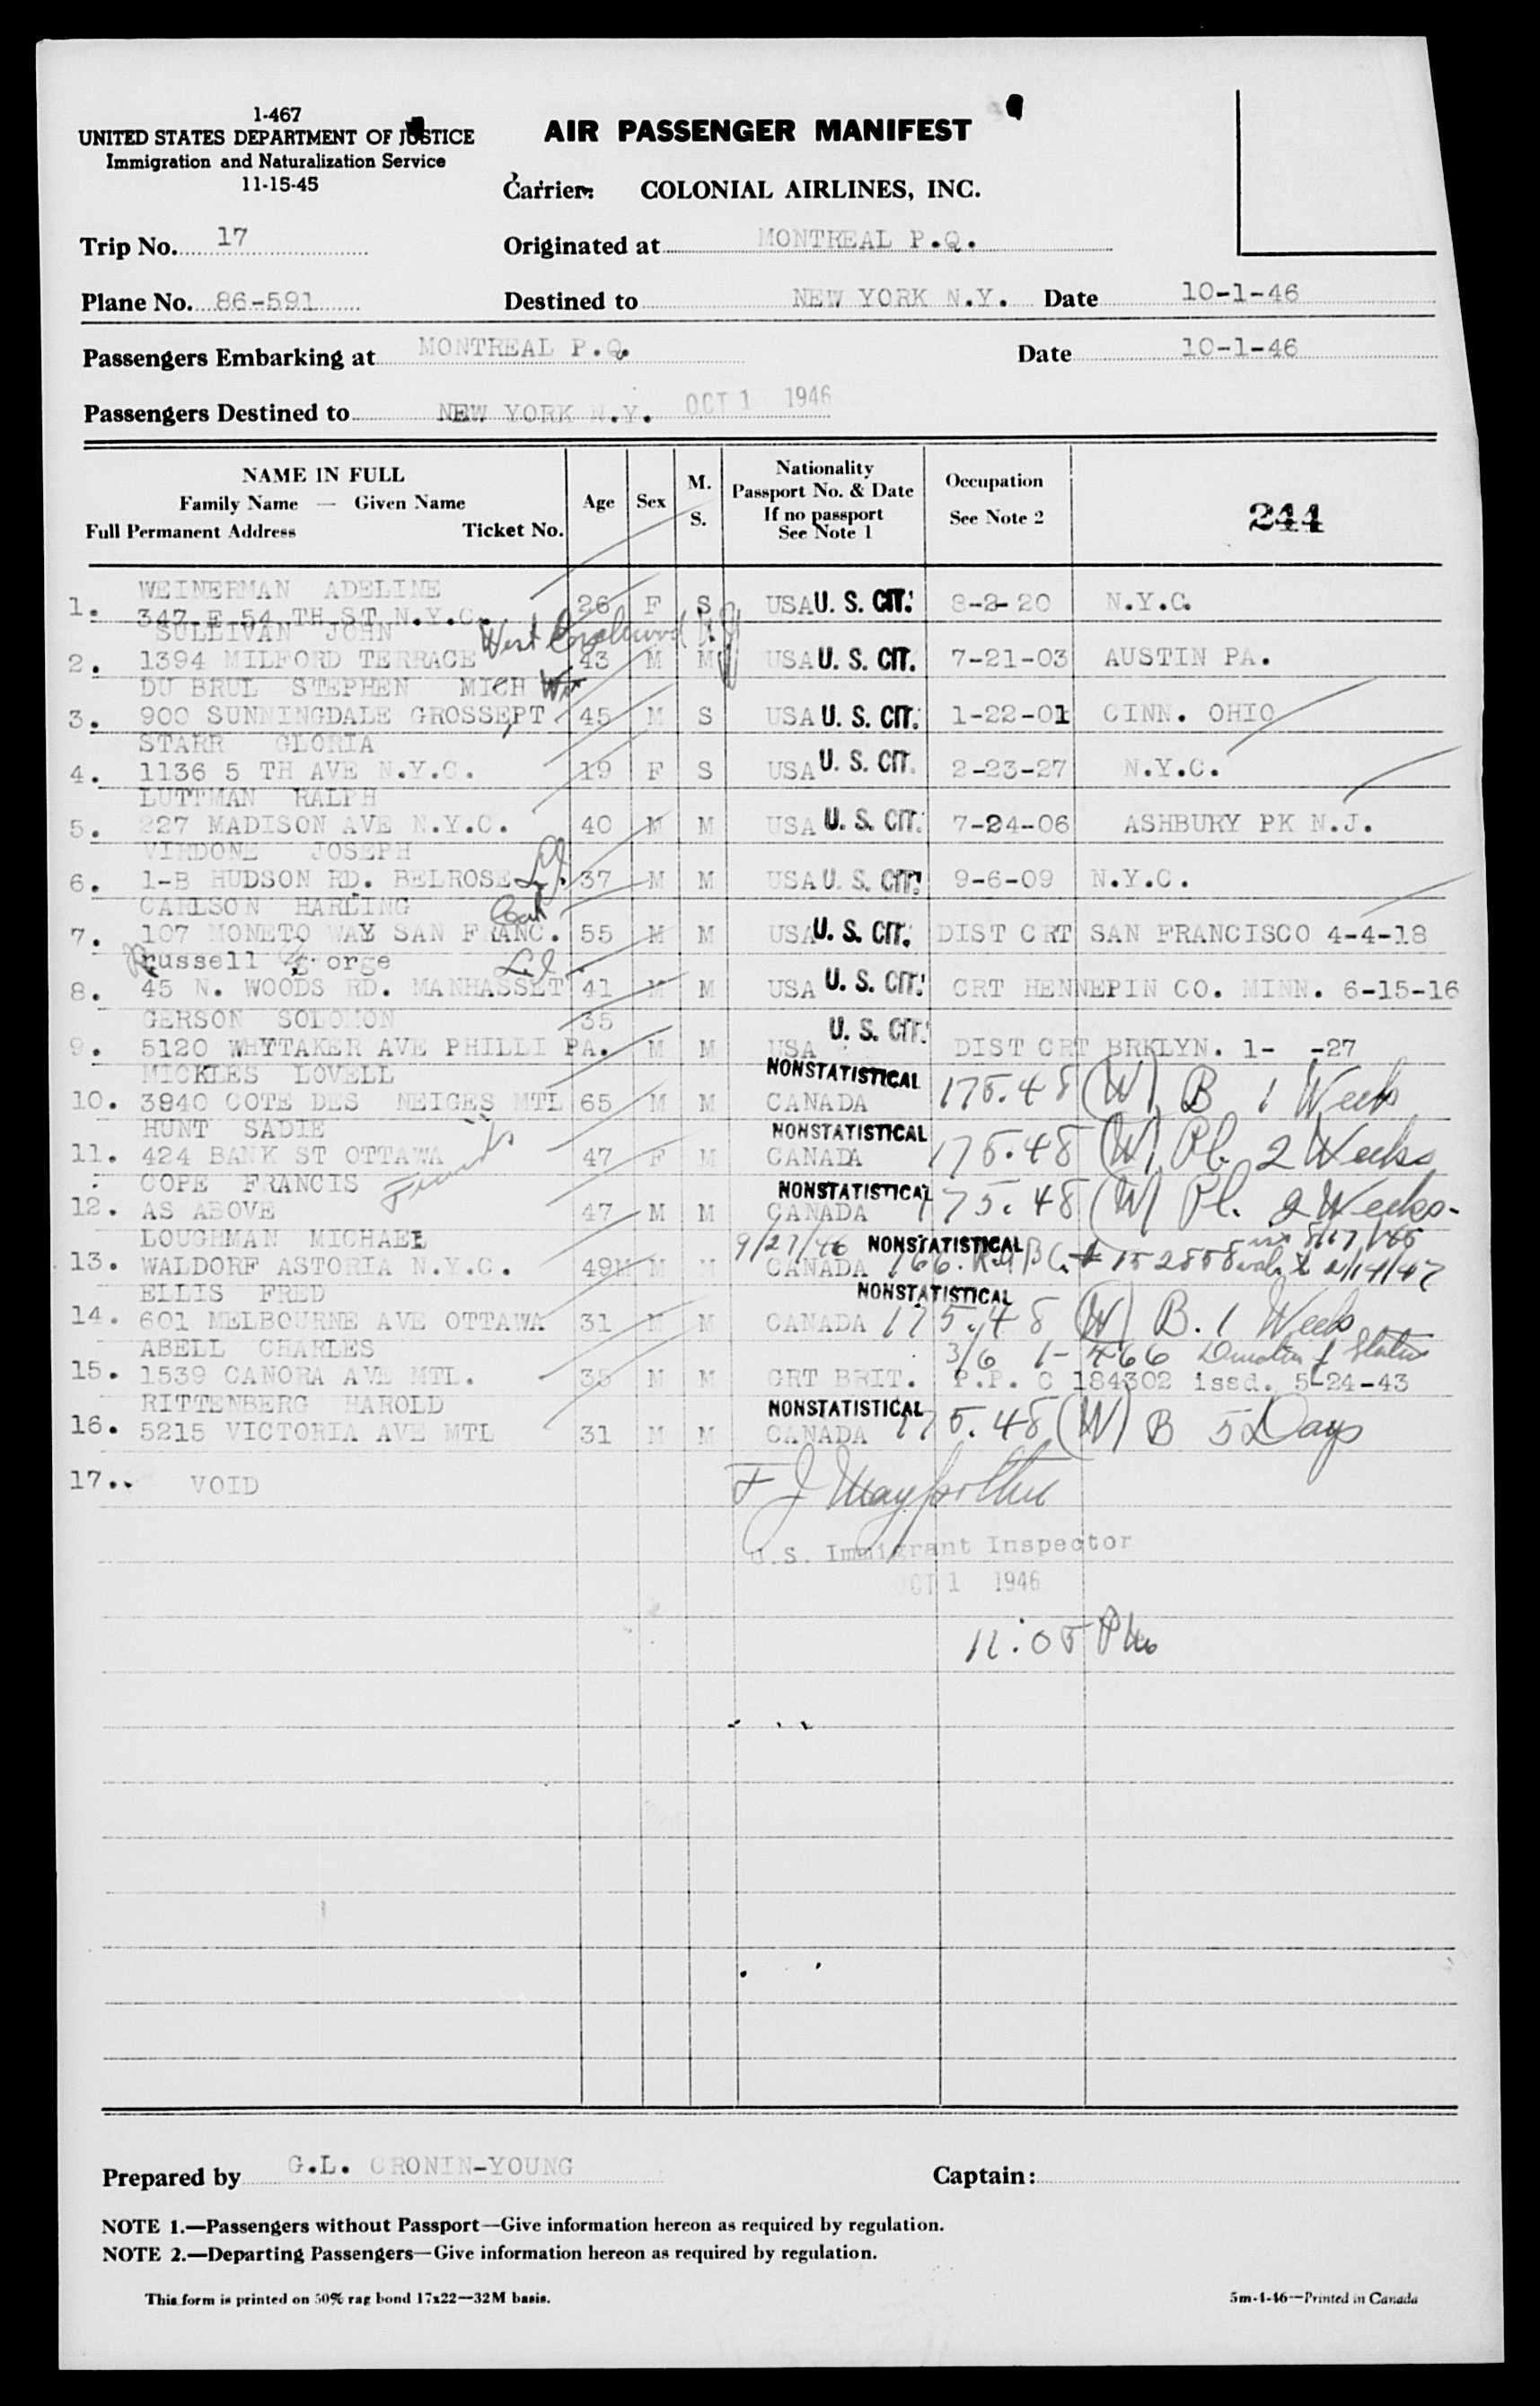 1-467
UNITED STATES DEPARTMENT OF JUSTICE
Immigration and Naturalization Service
11-15-45
AIR PASSENGER MANIFEST
Carrier: COLONIAL AIRLINES, INC.
Trip No. 17
Originated at MONTREAL P.Q.
Plane No. 86-591
Destined to NEW YORK N.Y. Date 10-1-46
Passengers Embarking at MONTREAL P.Q. Date 10-1-46
Passengers Destined to NEW YORK N.Y. OCT 1 1946
NAME IN FULL
Family Name — Given Name
Full Permanent Address Ticket No.
Age
Sex
M.
S.
Nationality
Passport No. & Date
If no passport
See Note 1
Occupation
See Note 2
244
WEINERMAN ADELINE
1. 347 E 54 TH ST N.Y.C. 26 F S USA U. S. CIT. 8-2-20 N.Y.C.
SULLIVAN JOHN West Englewood N J
2. 1394 MILFORD TERRACE 43 M M USA U. S. CIT. 7-21-03 AUSTIN PA.
DU BRUL STEPHEN MICH
3. 900 SUNNINGDALE GROSSE,PT 45 M S USA U. S. CIT. 1-22-01 CINN. OHIO
STARR GLORIA
4. 1136 5 TH AVE N.Y.C. 19 F S USA U. S. CIT. 2-23-27 N.Y.C.
LUTTMAN RALPH
5. 227 MADISON AVE N.Y.C. 40 M M USA U. S. CIT. 7-24-06 ASHBURY PK N.J.
VIRDONE JOSEPH
6. 1-B HUDSON RD. BELROSE L.I. 37 M M USA U. S. CIT. 9-6-09 N.Y.C.
CARLSON HARLING Cal
7. 107 MONETO WAY SAN FRANC. 55 M M USA U. S. CIT. DIST CRT SAN FRANCISCO 4-4-18
Russell George L.I.
8. 45 N. WOODS RD. MANHASSET 41 M M USA U. S. CIT. CRT HENNEPIN CO. MINN. 6-15-16
GERSON SOLOMON 35 U. S. CIT.
9. 5120 WHYTAKER AVE PHILLI PA. M M USA DIST CRT BRKLYN. 1- -27
MICKLES LOVELL NONSTATISTICAL
10. 3940 COTE DES NEIGES MTL 65 M M CANADA 175.48 (W) B 1 Week
HUNT SADIE NONSTATISTICAL
11. 424 BANK ST OTTAWA 47 F M CANADA 175.48 (W) Pl. 2 Weeks
COPE FRANCIS Friends NONSTATISTICAL
12. AS ABOVE 47 M M CANADA 175.48 (W) Pl. 2 Weeks.
LOUGHMAN MICHAEL 9/27/46 NONSTATISTICAL
13. WALDORF ASTORIA N.Y.C. 49 M M M CANADA 166.
ELLIS FRED NONSTATISTICAL
14. 601 MELBOURNE AVE OTTAWA 31 M M CANADA 175.48 (W) B. 1 Week
ABELL CHARLES 3/6 1-466 Duration of Status
15. 1539 CANORA AVE MTL. 35 M M GRT BRIT. P.P. C 184302 issd. 5-24-43
RITTENBERG HAROLD NONSTATISTICAL
16. 5215 VICTORIA AVE MTL 31 M M CANADA 175.48 (W) B 5 Days
17.. VOID
U.S. Immigrant Inspector
OCT 1 1946
11:05 Pm
Prepared by G.L. CRONIN-YOUNG
Captain:
NOTE 1.—Passengers without Passport—Give information hereon as required by regulation.
NOTE 2.—Departing Passengers—Give information hereon as required by regulation.
This form is printed on 50% rag bond 17x22—32M basis.
5m-4-46—Printed in Canada